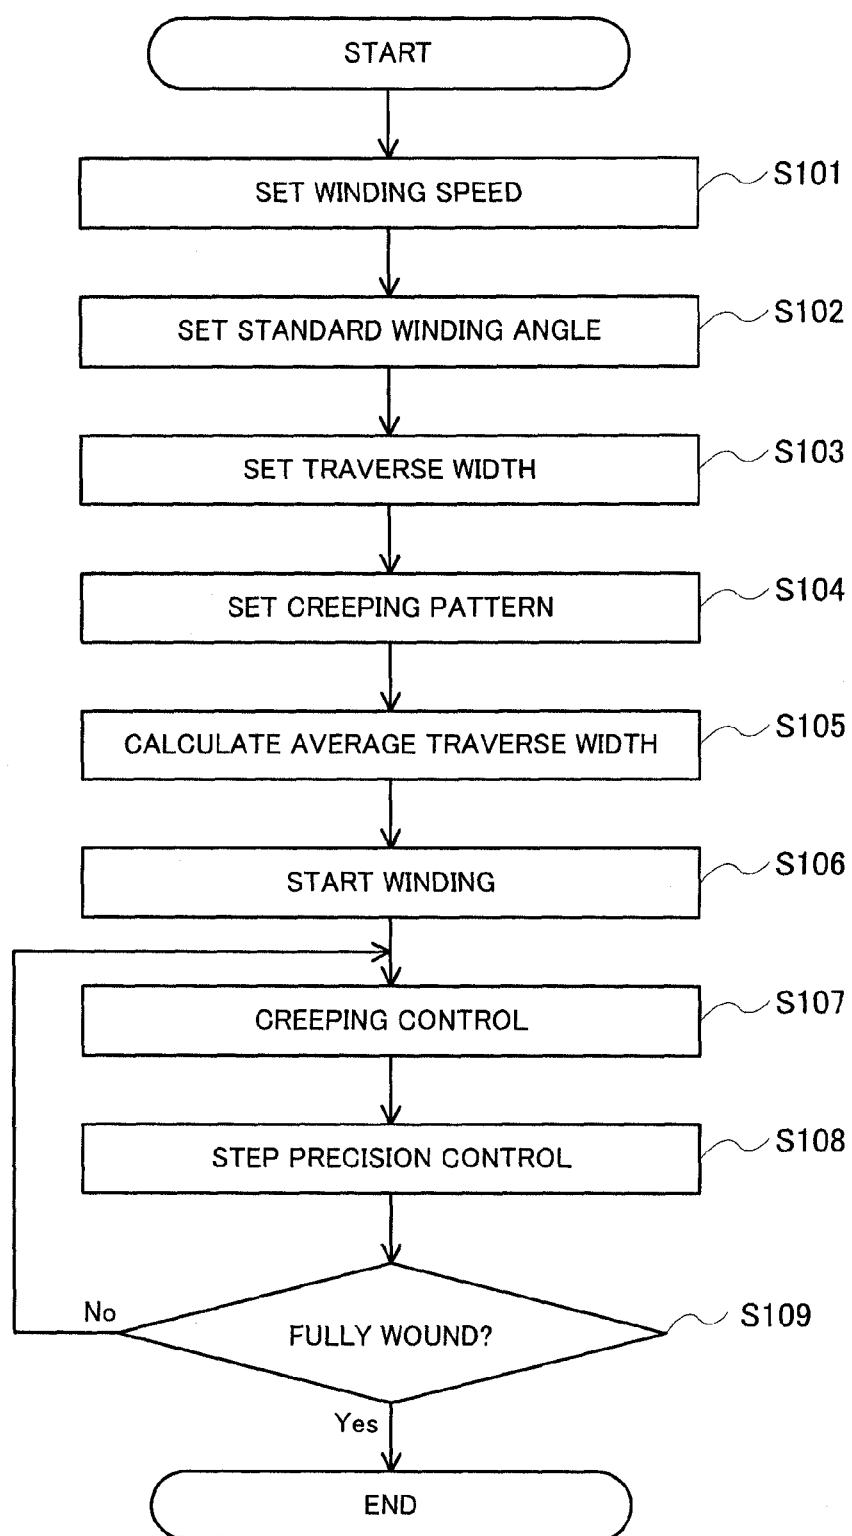 START
SET WINDING SPEED
S101
SET STANDARD WINDING ANGLE
S102
SET TRAVERSE WIDTH
S103
SET CREEPING PATTERN
S104
CALCULATE AVERAGE TRAVERSE WIDTH
S105
START WINDING
S106
CREEPING CONTROL
S107
STEP PRECISION CONTROL
S108
No
FULLY WOUND?
S109
Yes
END